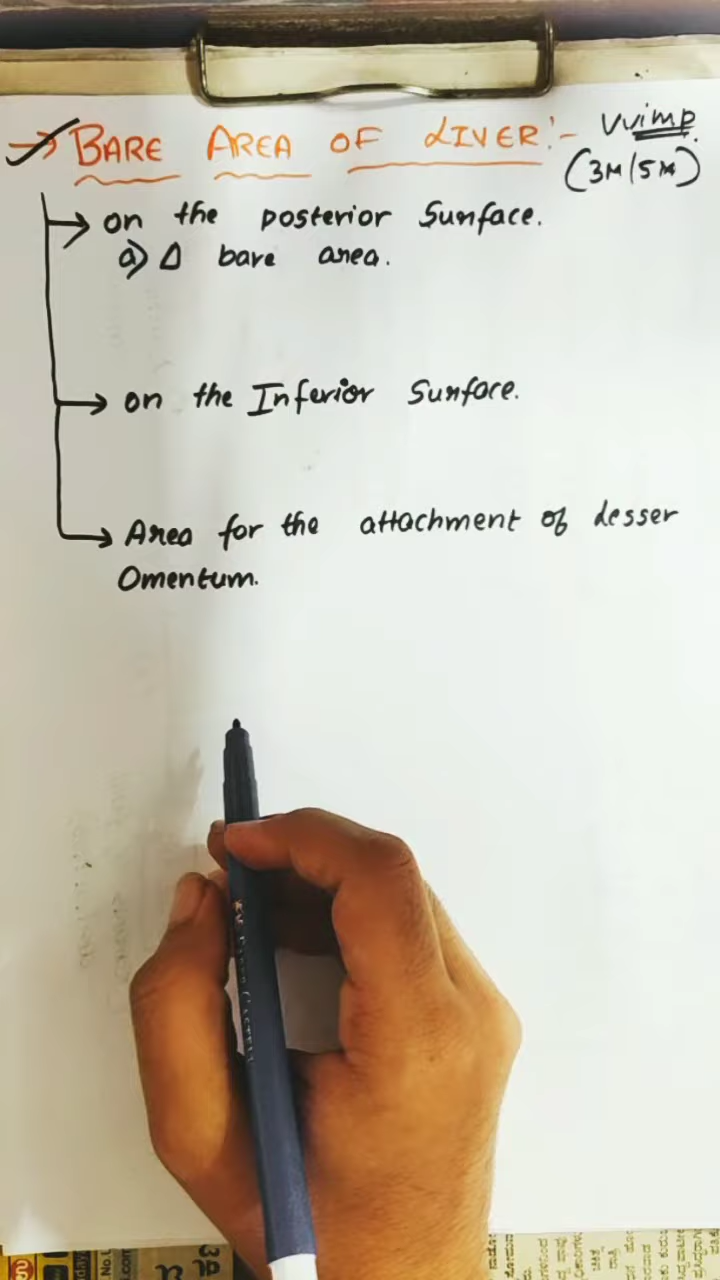 → BARE AREA OF LIVER:- VVimp.
(3M/5M)
→ on the posterior Surface.
a) Δ bare area.
→ on the Inferior Surface.
→ Area for the attachment of Lesser
Omentum.